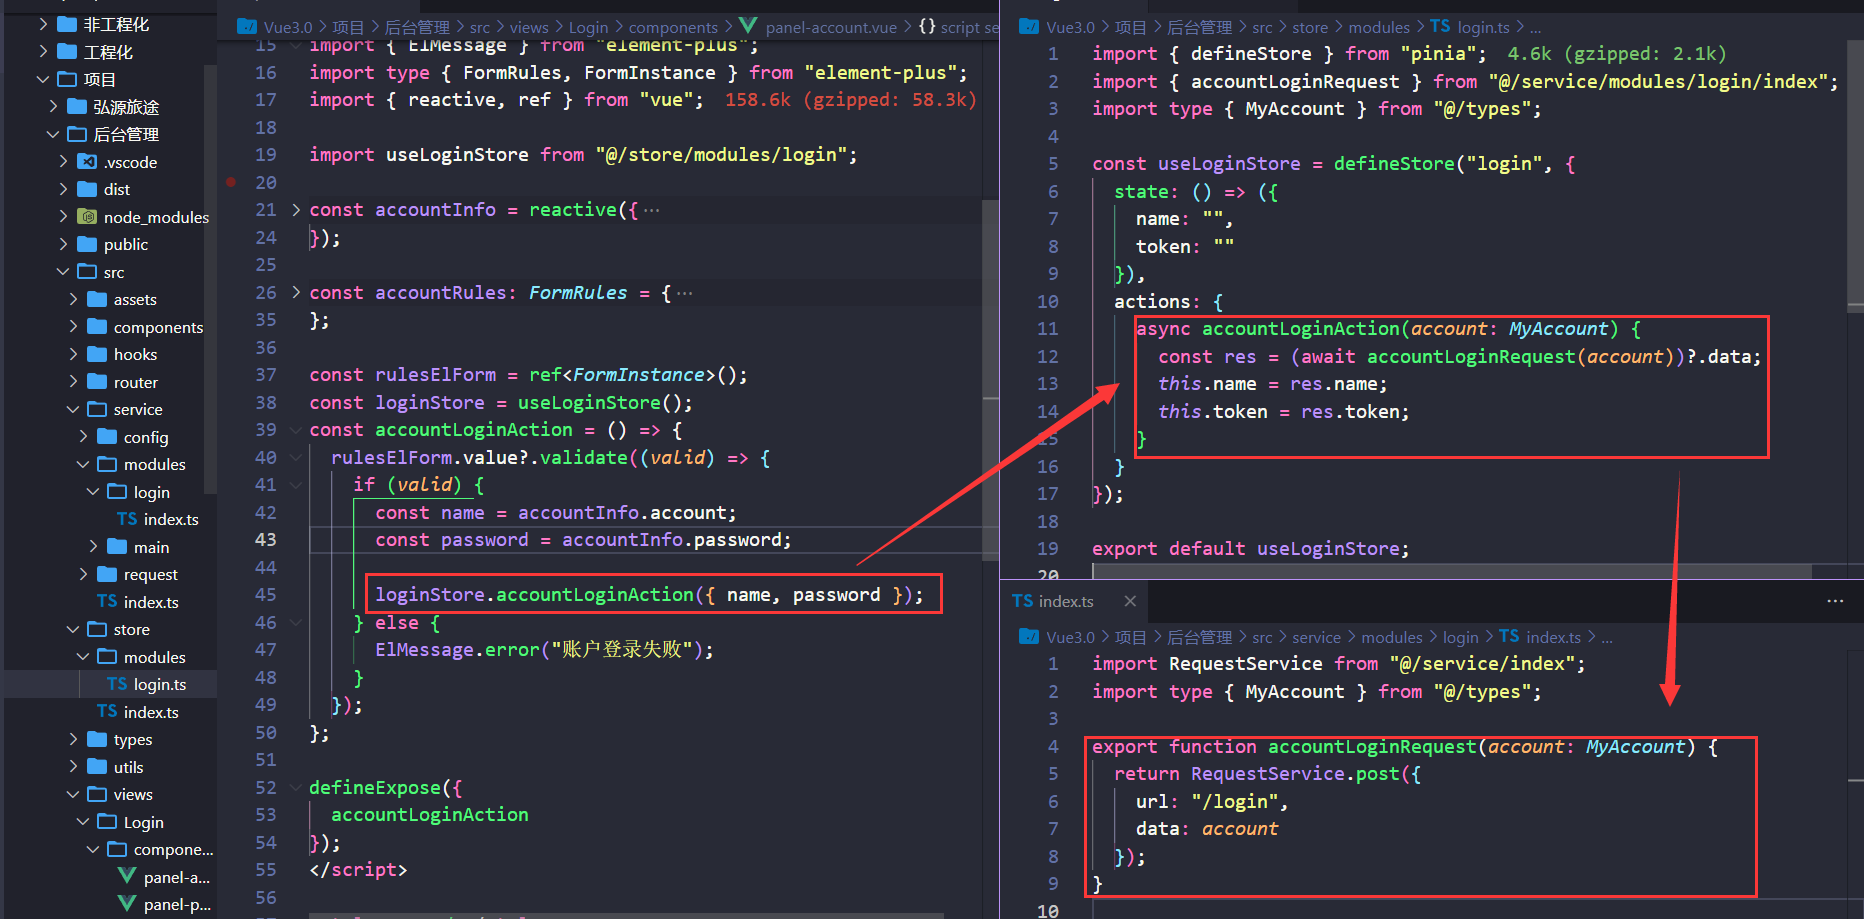 非工程化
工程化
项目
弘源旅途
后台管理
.vscode
dist
node_modules
public
src
assets
components
hooks
router
service
config
modules
login
TS index.ts
main
request
TS index.ts
store
modules
TS login.ts
TS index.ts
types
utils
views
Login
compone...
panel-a...
panel-p...
Vue3.0 > 项目 > 后台管理 > src > views > Login > components > panel-account.vue > {} script se
15 import { ElMessage } from "element-plus";
16 import type { FormRules, FormInstance } from "element-plus";
17 import { reactive, ref } from "vue"; 158.6k (gzipped: 58.3k)
18
19 import useLoginStore from "@/store/modules/login";
20
21 const accountInfo = reactive({ ...
24 });
25
26 const accountRules: FormRules = { ...
35 };
36
37 const rulesElForm = ref<FormInstance>();
38 const loginStore = useLoginStore();
39 const accountLoginAction = () => {
40 rulesElForm.value?.validate((valid) => {
41 if (valid) {
42 const name = accountInfo.account;
43 const password = accountInfo.password;
44
45 loginStore.accountLoginAction({ name, password });
46 } else {
47 ElMessage.error("账户登录失败");
48 }
49 });
50 };
51
52 defineExpose({
53 accountLoginAction
54 });
55 </script>
56
Vue3.0 > 项目 > 后台管理 > src > store > modules > TS login.ts > ...
1 import { defineStore } from "pinia"; 4.6k (gzipped: 2.1k)
2 import { accountLoginRequest } from "@/service/modules/login/index";
3 import type { MyAccount } from "@/types";
4
5 const useLoginStore = defineStore("login", {
6 state: () => ({
7 name: "",
8 token: ""
9 }),
10 actions: {
11 async accountLoginAction(account: MyAccount) {
12 const res = (await accountLoginRequest(account))?.data;
13 this.name = res.name;
14 this.token = res.token;
15 }
16 }
17 });
18
19 export default useLoginStore;
20
TS index.ts ×
...
Vue3.0 > 项目 > 后台管理 > src > service > modules > login > TS index.ts > ...
1 import RequestService from "@/service/index";
2 import type { MyAccount } from "@/types";
3
4 export function accountLoginRequest(account: MyAccount) {
5 return RequestService.post({
6 url: "/login",
7 data: account
8 });
9 }
10